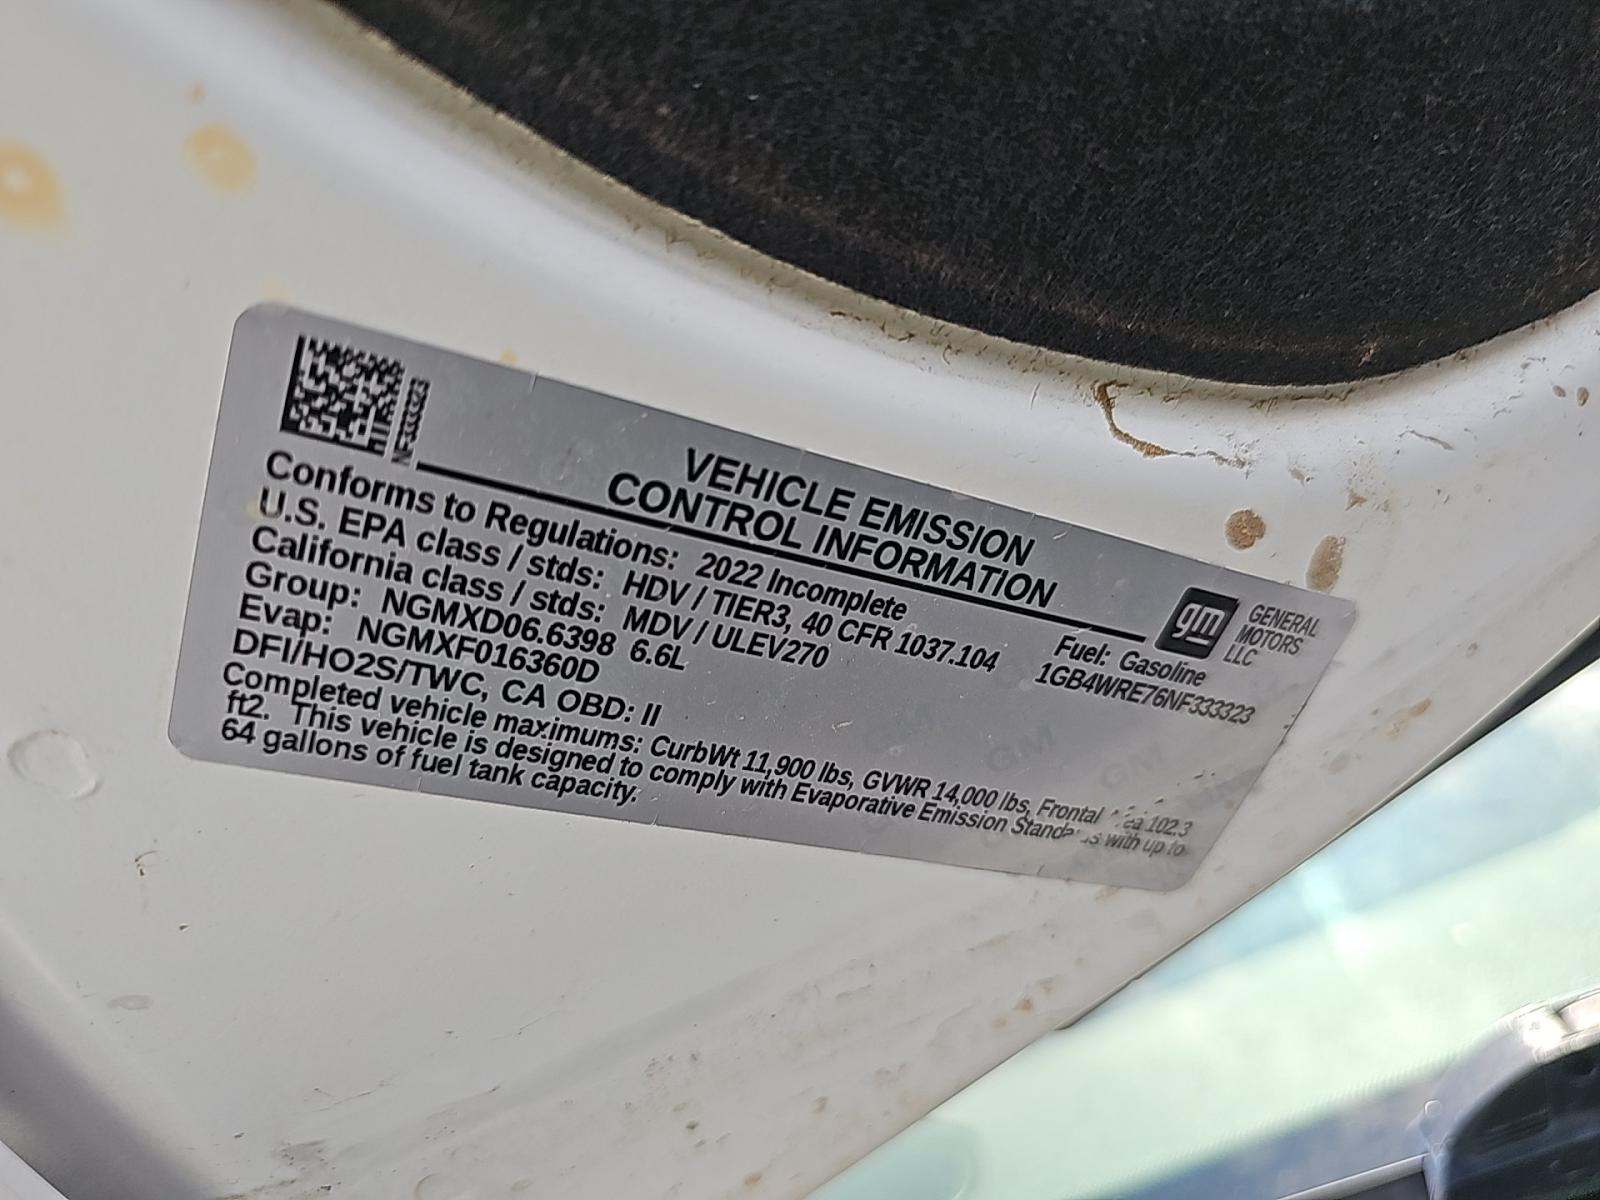 NF333323
VEHICLE EMISSION
CONTROL INFORMATION
gm
GENERAL
MOTORS
LLC
Conforms to Regulations: 2022 Incomplete
U.S. EPA class / stds: HDV / TIER3, 40 CFR 1037.104
California class / stds: MDV / ULEV270
Group: NGMXD06.6398 6.6L
Evap: NGMXF016360D
DFI/HO2S/TWC, CA OBD: II
Fuel: Gasoline
1GB4WRE76NF333323
Completed vehicle maximums: CurbWt 11,900 lbs, GVWR 14,000 lbs, Frontal 102.3
ft2. This vehicle is designed to comply with Evaporative Emission with up to
64 gallons of fuel tank capacity.